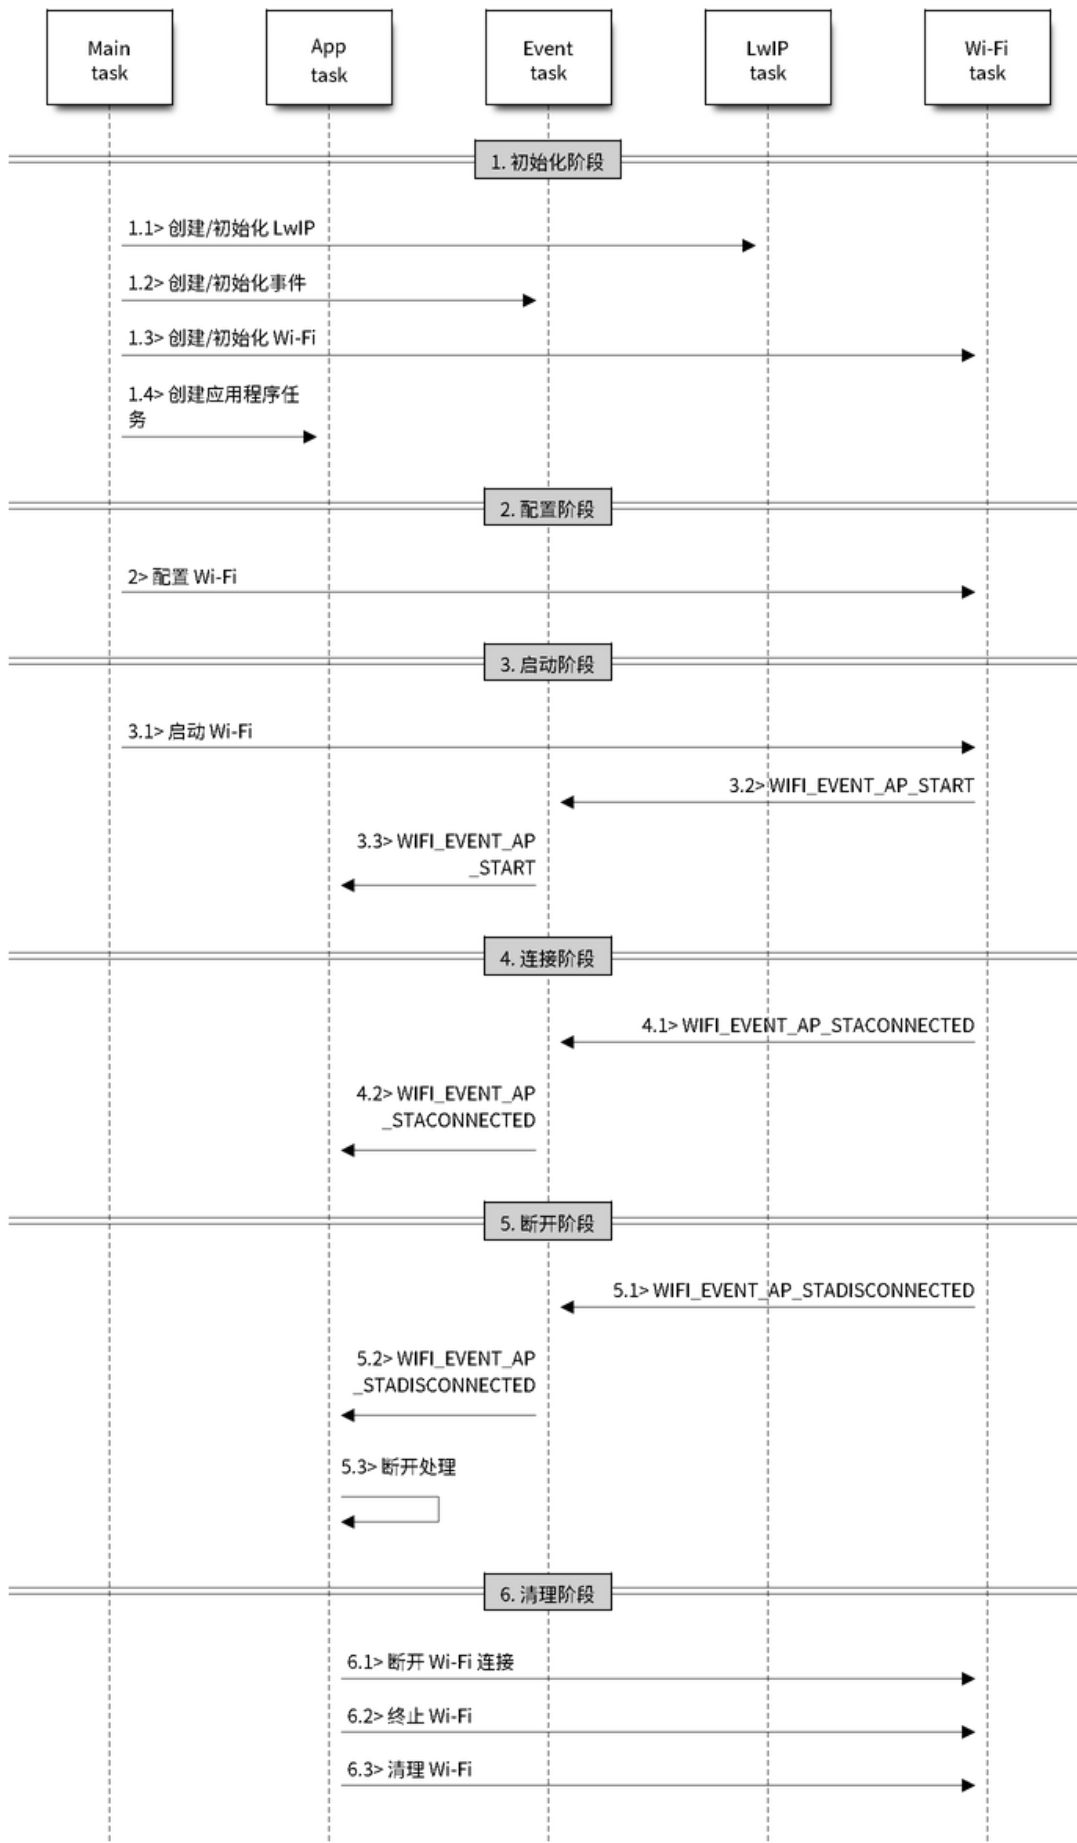 Main
task
App
task
Event
task
LwIP
task
Wi-Fi
task
1. 初始化阶段
1.1> 创建/初始化 LwIP
1.2> 创建/初始化事件
1.3> 创建/初始化 Wi-Fi
1.4> 创建应用程序任
务
2. 配置阶段
2> 配置 Wi-Fi
3. 启动阶段
3.1> 启动 Wi-Fi
3.2> WIFI_EVENT_AP_START
3.3> WIFI_EVENT_AP
_START
4. 连接阶段
4.1> WIFI_EVENT_AP_STACONNECTED
4.2> WIFI_EVENT_AP
_STACONNECTED
5. 断开阶段
5.1> WIFI_EVENT_AP_STADISCONNECTED
5.2> WIFI_EVENT_AP
_STADISCONNECTED
5.3> 断开处理
6. 清理阶段
6.1> 断开 Wi-Fi 连接
6.2> 终止 Wi-Fi
6.3> 清理 Wi-Fi